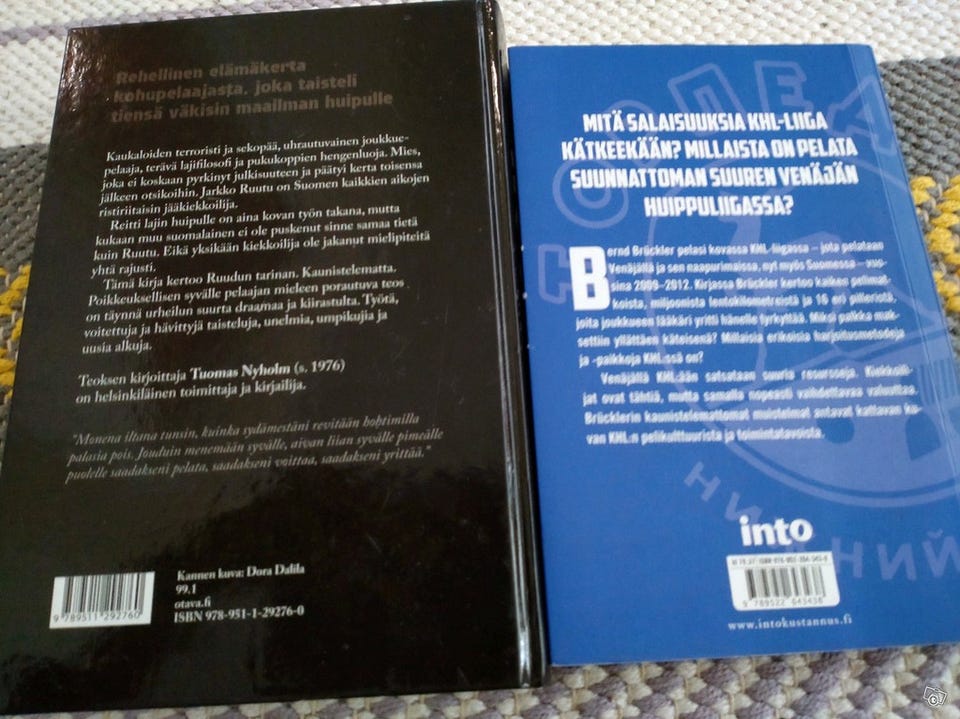 Rehellinen elämäkerta
kohupelaajasta, joka taisteli
tiensä väkisin maailman huipulle
Kaukaloiden terroristi ja sekopää, uhrautuvainen joukkue-
pelaaja, terävä lajifilosofi ja pukukoppien hengenluoja. Mies,
joka ei koskaan pyrkinyt julkisuuteen ja päätyi kerta toisensa
jälkeen otsikoihin. Jarkko Ruutu on Suomen kaikkien aikojen
ristiriitaisin jääkiekkoilija.
Reitti lajin huipulle on aina kovan työn takana, mutta
kukaan muu suomalainen ei ole puskenut sinne samaa tietä
kuin Ruutu. Eikä yksikään kiekkoilija ole jakanut mielipiteitä
yhtä rajusti.
Tämä kirja kertoo Ruudun tarinan. Kaunistelematta.
Poikkeuksellisen syvälle pelaajan mieleen porautuva teos
on täynnä urheilun suurta draamaa ja kiirastulta. Työtä,
voitettuja ja hävittyjä taisteluja, unelmia, umpikujia ja
uusia alkuja.
Teoksen kirjoittaja Tuomas Nyholm (s. 1976)
on helsinkiläinen toimittaja ja kirjailija.
"Monena iltana tunsin, kuinka sydämestäni revitään hohtimilla
palasia pois. Jouduin menemään syvälle, aivan liian syvälle pimeälle
puolelle saadakseni pelata, saadakseni voittaa, saadakseni yrittää."
Kannen kuva: Dora Dalila
99.1
otava.fi
ISBN 978-951-1-29276-0
9 789511 292760
MITÄ SALAISUUKSIA KHL-LIIGA
KÄTKEEKÄÄN? MILLAISTA ON PELATA
SUUNNATTOMAN SUUREN VENÄJÄN
HUIPPULIIGASSA?
Bernd Brückler pelasi kovassa KHL-liigassa – jota pelataan
Venäjällä ja sen naapurimaissa, nyt myös Suomessa – vuo-
sina 2009–2012. Kirjassa Brückler kertoo kaiken pelimat-
koista, miljoonista lentokilometreistä ja 16 eri pilleristä,
joita joukkueen lääkäri yritti hänelle tyrkyttää. Miksi palkka mak-
settiin yllättäen käteisenä? Millaisia erikoisia harjoitusmetodeja
ja -paikkoja KHL:ssä on?
Venäjällä KHL:ään satsataan suuria resursseja. Kiekkoili-
jat ovat tähtiä, mutta samalla nopeasti vaihdettavaa valuuttaa.
Brücklerin kaunistelemattomat muistelmat antavat kattavan ku-
van KHL:n pelikulttuurista ja toimintatavoista.
into
9 789522 643438
www.intokustannus.fi